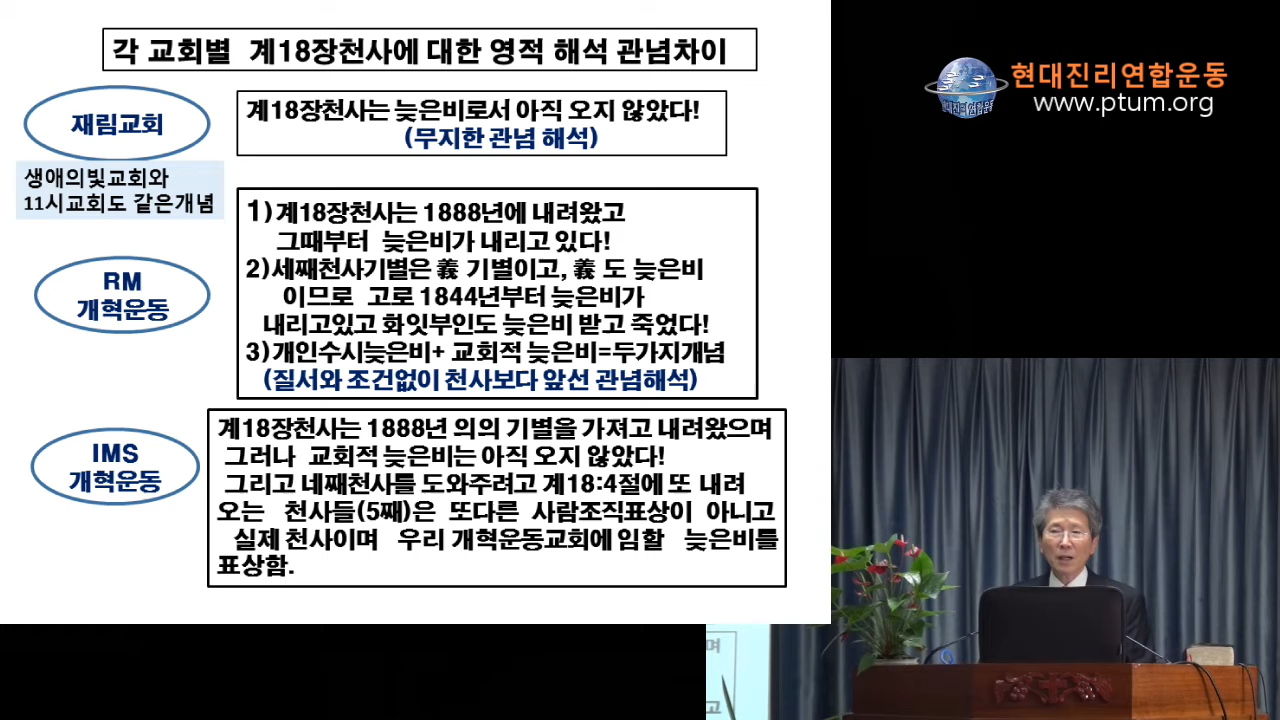 각 교회별 계18장천사에 대한 영적 해석 관념차이
재림교회
계18장천사는 늦은비로서 아직 오지 않았다!
(무지한 관념 해석)
생애의빛교회와
11시교회도 같은개념
RM
개혁운동
1)계18장천사는 1888년에 내려왔고
그때부터 늦은비가 내리고 있다!
2)세째천사기별은 義 기별이고, 義 도 늦은비
이므로 고로 1844년부터 늦은비가
내리고있고 화잇부인도 늦은비 받고 죽었다!
3)개인수시늦은비+ 교회적 늦은비=두가지개념
(질서와 조건없이 천사보다 앞선 관념해석)
IMS
개혁운동
계18장천사는 1888년 의의 기별을 가져고 내려왔으며
그러나 교회적 늦은비는 아직 오지 않았다!
그리고 네째천사를 도와주려고 계18:4절에 또 내려
오는 천사들(5째)은 또다른 사람조직표상이 아니고
실제 천사이며 우리 개혁운동교회에 임할 늦은비를
표상함.
현대진리연합운동
www.ptum.org
며
고